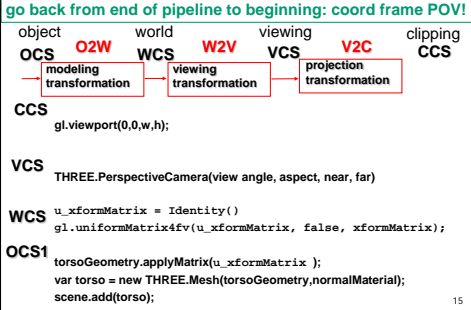 go back from end of pipeline to beginning: coord frame POV!
object world viewing clipping
OCS O2W WCS W2V VCS V2C CCS
modeling transformation
viewing transformation
projection transformation
CCS
gl.viewport(0,0,w,h);
VCS
THREE.PerspectiveCamera(view angle, aspect, near, far)
WCS u_xformMatrix = Identity()
gl.uniformMatrix4fv(u_xformMatrix, false, xformMatrix);
OCS1
torsoGeometry.applyMatrix(u_xformMatrix );
var torso = new THREE.Mesh(torsoGeometry,normalMaterial);
scene.add(torso);
15